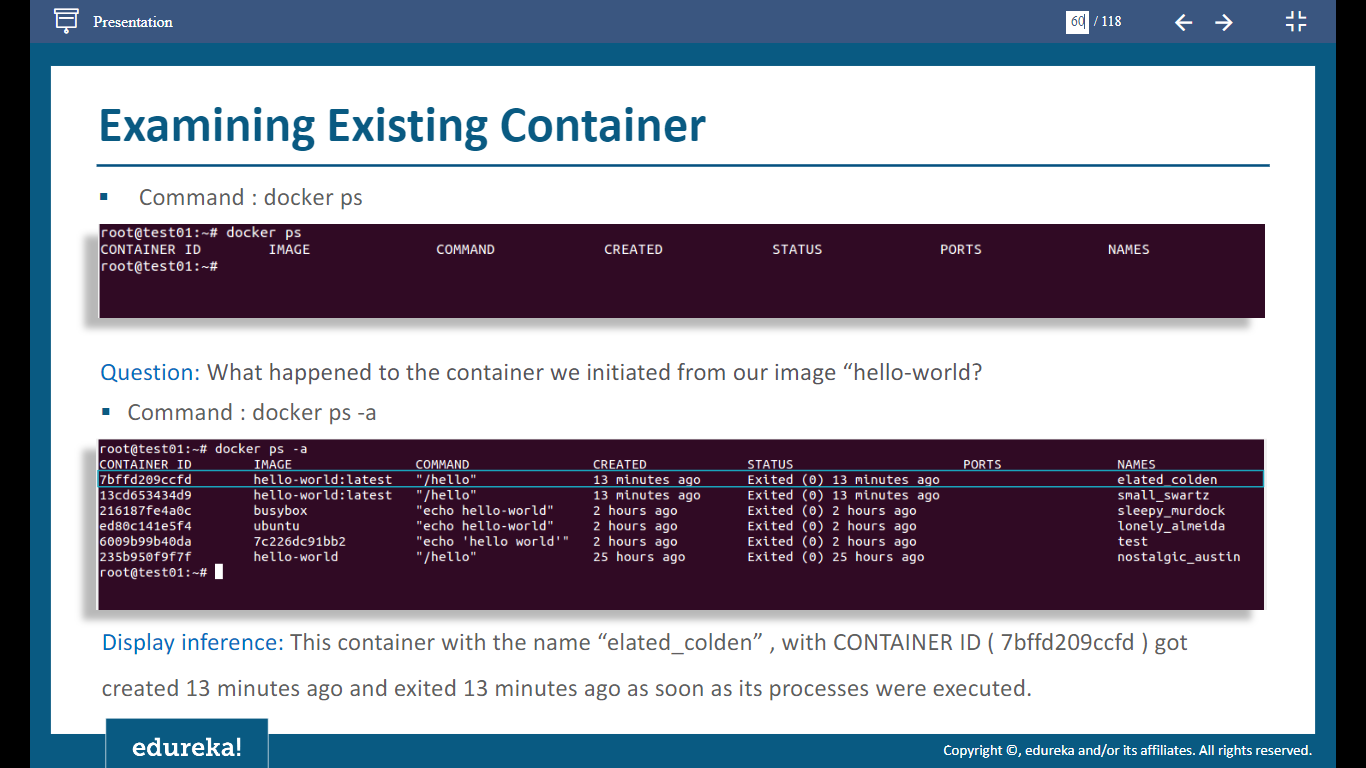 Presentation
60 / 118
Examining Existing Container
▪ Command : docker ps
root@test01:~# docker ps
CONTAINER ID IMAGE COMMAND CREATED STATUS PORTS NAMES
root@test01:~#
Question: What happened to the container we initiated from our image “hello-world?
▪ Command : docker ps -a
root@test01:~# docker ps -a
CONTAINER ID IMAGE COMMAND CREATED STATUS PORTS NAMES
7bffd209ccfd hello-world:latest "/hello" 13 minutes ago Exited (0) 13 minutes ago elated_colden
13cd653434d9 hello-world:latest "/hello" 13 minutes ago Exited (0) 13 minutes ago small_swartz
216187fe4a0c busybox "echo hello-world" 2 hours ago Exited (0) 2 hours ago sleepy_murdock
ed80c141e5f4 ubuntu "echo hello-world" 2 hours ago Exited (0) 2 hours ago lonely_almeida
6009b99b40da 7c226dc91bb2 "echo 'hello world'" 2 hours ago Exited (0) 2 hours ago test
235b950f9f7f hello-world "/hello" 25 hours ago Exited (0) 25 hours ago nostalgic_austin
root@test01:~#
Display inference: This container with the name “elated_colden” , with CONTAINER ID ( 7bffd209ccfd ) got
created 13 minutes ago and exited 13 minutes ago as soon as its processes were executed.
edureka!
Copyright ©, edureka and/or its affiliates. All rights reserved.